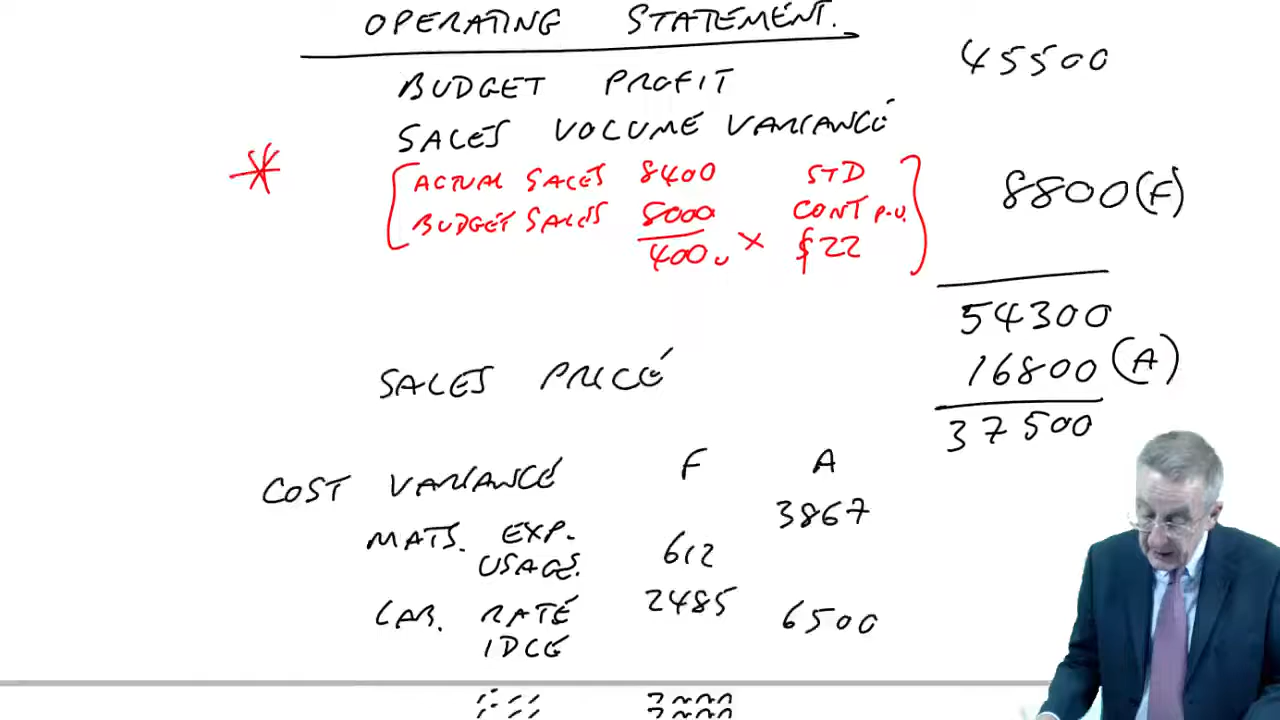 OPERATING STATEMENT.
BUDGET PROFIT 45500
SALES VOLUME VARIANCE
* [ACTUAL SALES 8400 STD
BUDGET SALES 8000 CONT P.U.
400u × $22] 8800(F)
54300
SALES PRICE 16800(A)
37500
COST VARIANCE F A
MATS. EXP. 3867
USAGE. 612
LAB. RATE 2485
IDLE 6500